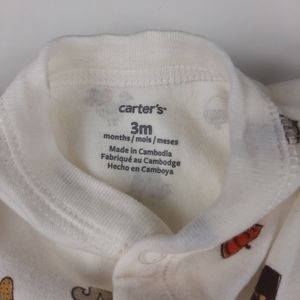 carter's
3m
months / mois / meses
Made in Cambodia
Fabriqué au Cambodge
Hecho en Camboya